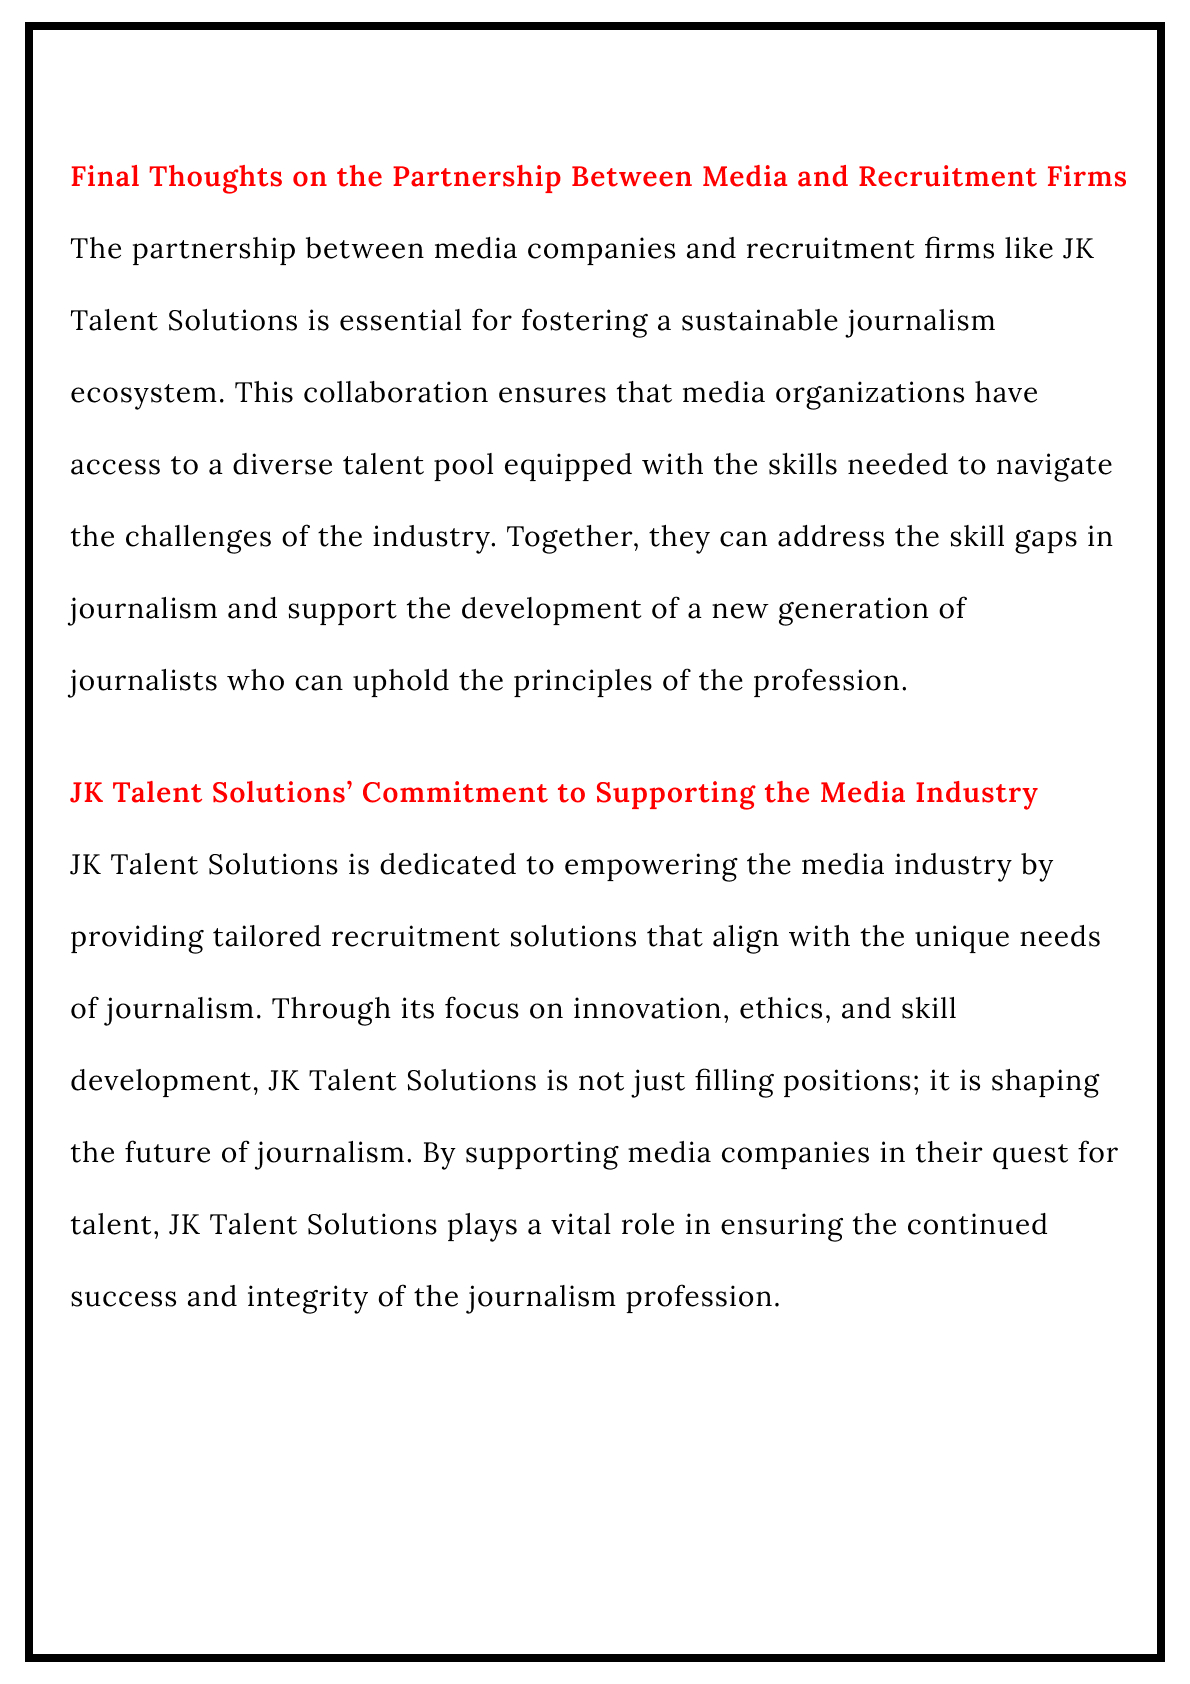 Final Thoughts on the Partnership Between Media and Recruitment Firms
The partnership between media companies and recruitment firms like JK
Talent Solutions is essential for fostering a sustainable journalism
ecosystem. This collaboration ensures that media organizations have
access to a diverse talent pool equipped with the skills needed to navigate
the challenges of the industry. Together, they can address the skill gaps in
journalism and support the development of a new generation of
journalists who can uphold the principles of the profession.
JK Talent Solutions’ Commitment to Supporting the Media Industry
JK Talent Solutions is dedicated to empowering the media industry by
providing tailored recruitment solutions that align with the unique needs
of journalism. Through its focus on innovation, ethics, and skill
development, JK Talent Solutions is not just filling positions; it is shaping
the future of journalism. By supporting media companies in their quest for
talent, JK Talent Solutions plays a vital role in ensuring the continued
success and integrity of the journalism profession.